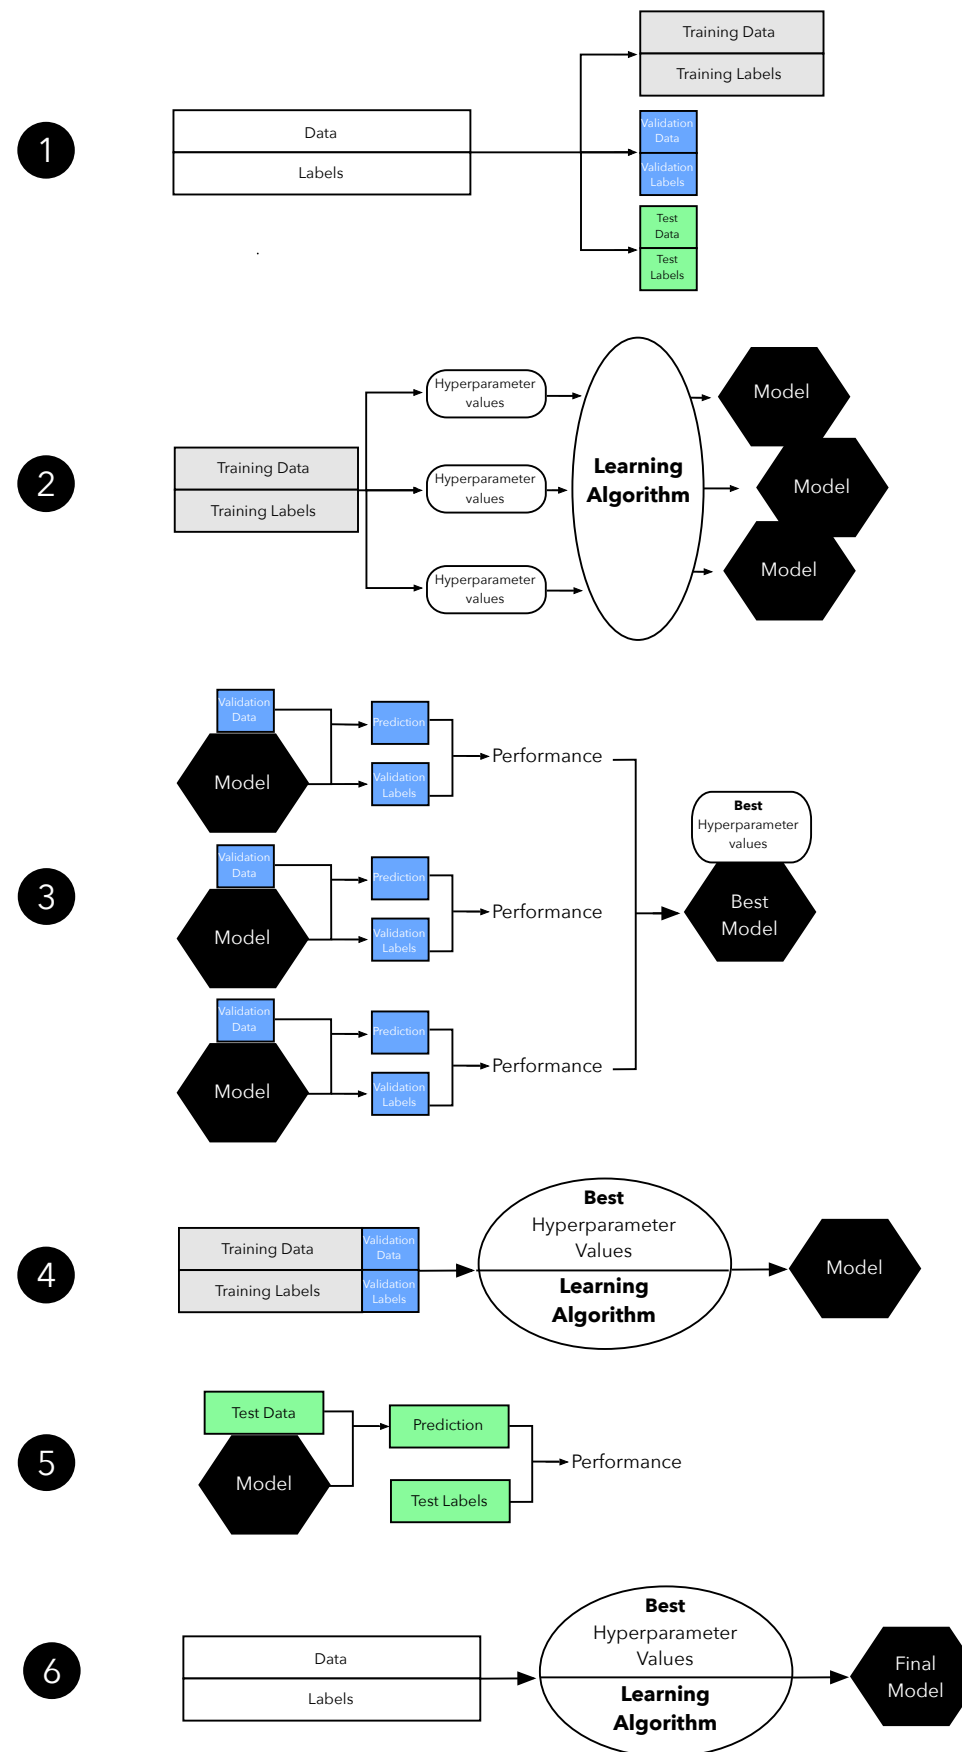 1
Data
Labels
Training Data
Training Labels
Validation
Data
Validation
Labels
Test
Data
Test
Labels
2
Training Data
Training Labels
Hyperparameter
values
Hyperparameter
values
Hyperparameter
values
Learning
Algorithm
Model
Model
Model
3
Validation
Data
Model
Prediction
Validation
Labels
Performance
Validation
Data
Model
Prediction
Validation
Labels
Performance
Validation
Data
Model
Prediction
Validation
Labels
Performance
Best
Hyperparameter
values
Best
Model
4
Training Data
Training Labels
Validation
Data
Validation
Labels
Best
Hyperparameter
Values
Learning
Algorithm
Model
5
Test Data
Model
Prediction
Test Labels
Performance
6
Data
Labels
Best
Hyperparameter
Values
Learning
Algorithm
Final
Model